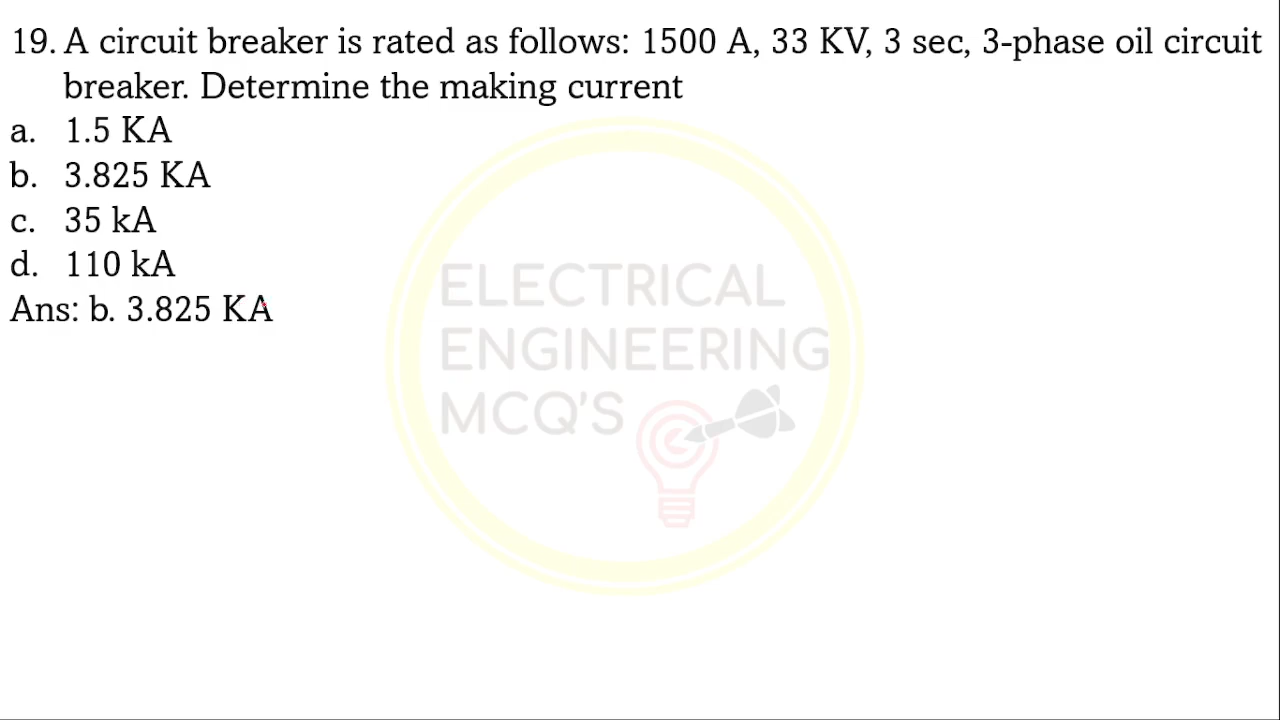 19. A circuit breaker is rated as follows: 1500 A, 33 KV, 3 sec, 3-phase oil circuit
breaker. Determine the making current
a. 1.5 KA
b. 3.825 KA
c. 35 kA
d. 110 kA
Ans: b. 3.825 KA
ELECTRICAL
ENGINEERING
MCQ'S